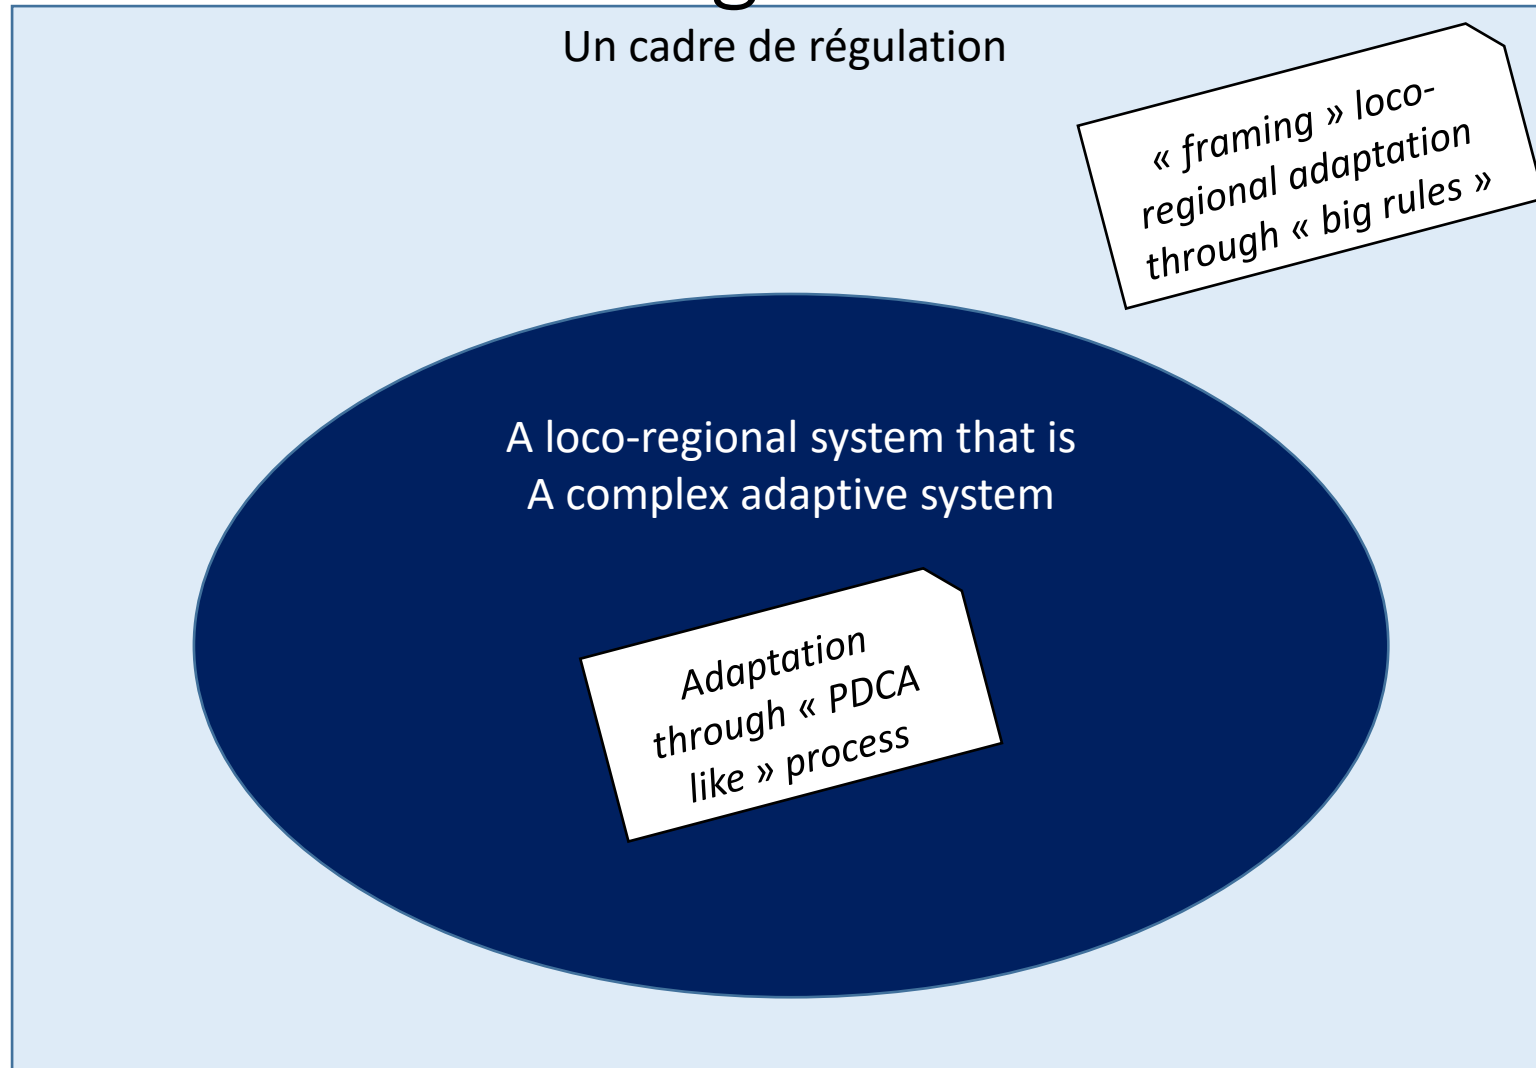 Un cadre de régulation
« framing » loco-
regional adaptation
through « big rules »
A loco-regional system that is
A complex adaptive system
Adaptation
through « PDCA
like » process